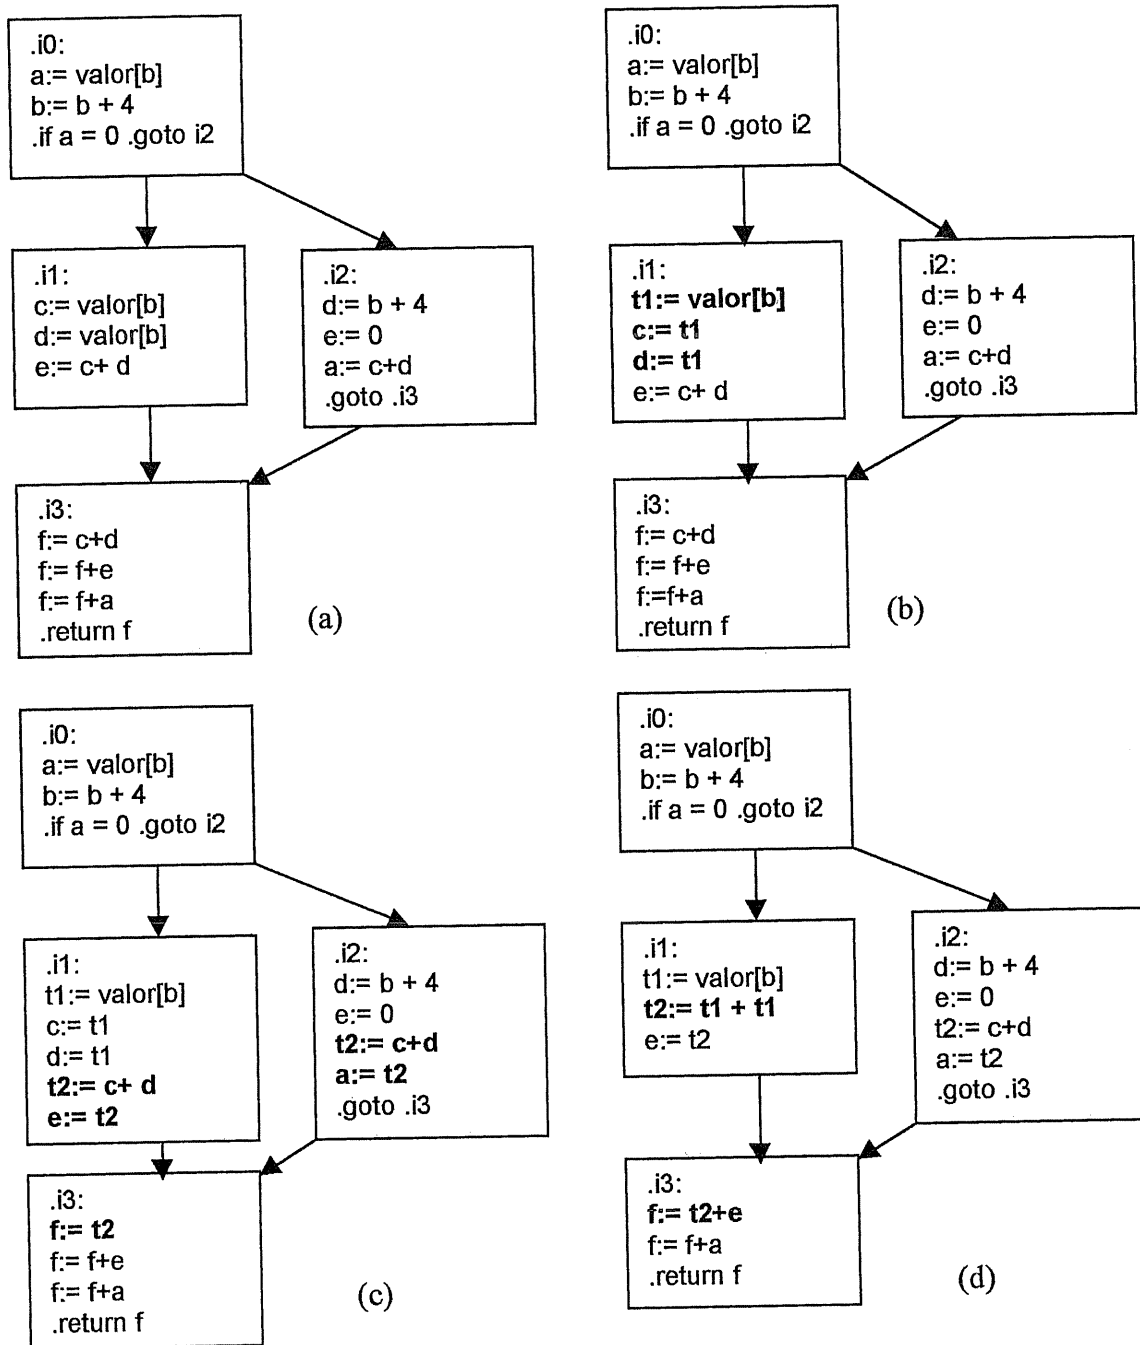 .i0:
a:= valor[b]
b:= b + 4
.if a = 0 .goto i2
.i1:
c:= valor[b]
d:= valor[b]
e:= c+ d
.i2:
d:= b + 4
e:= 0
a:= c+d
.goto .i3
.i3:
f:= c+d
f:= f+e
f:= f+a
.return f
(a)
.i0:
a:= valor[b]
b:= b + 4
.if a = 0 .goto i2
.i1:
t1:= valor[b]
c:= t1
d:= t1
e:= c+ d
.i2:
d:= b + 4
e:= 0
a:= c+d
.goto .i3
.i3:
f:= c+d
f:= f+e
f:=f+a
.return f
(b)
.i0:
a:= valor[b]
b:= b + 4
.if a = 0 .goto i2
.i1:
t1:= valor[b]
c:= t1
d:= t1
t2:= c+ d
e:= t2
.i2:
d:= b + 4
e:= 0
t2:= c+d
a:= t2
.goto .i3
.i3:
f:= t2
f:= f+e
f:= f+a
.return f
(c)
.i0:
a:= valor[b]
b:= b + 4
.if a = 0 .goto i2
.i1:
t1:= valor[b]
t2:= t1 + t1
e:= t2
.i2:
d:= b + 4
e:= 0
t2:= c+d
a:= t2
.goto .i3
.i3:
f:= t2+e
f:= f+a
.return f
(d)